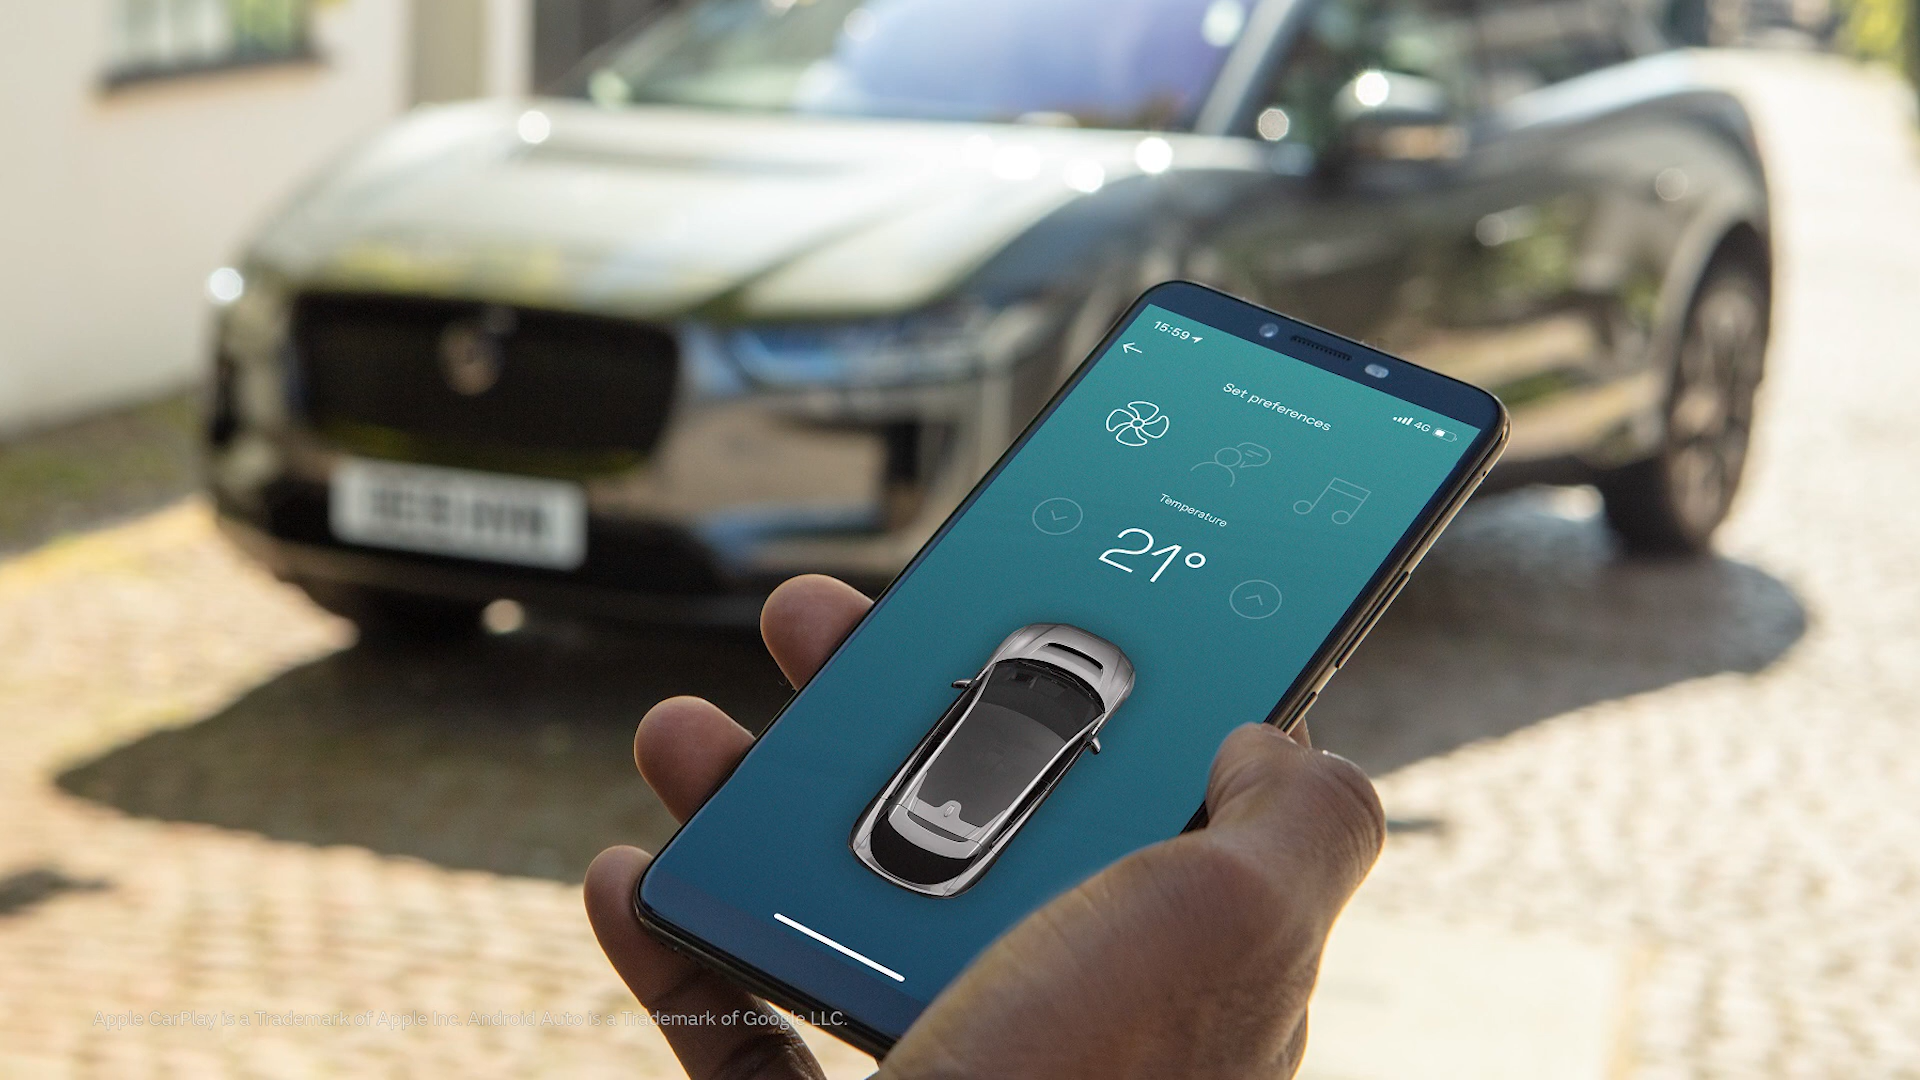 15:59
Set preferences
4G
Temperature
21°
Apple CarPlay is a Trademark of Apple Inc. Android Auto is a Trademark of Google LLC.